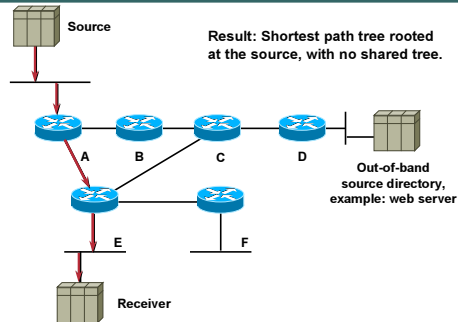 Source
Result: Shortest path tree rooted
at the source, with no shared tree.
A
B
C
D
Out-of-band
source directory,
example: web server
E
F
Receiver